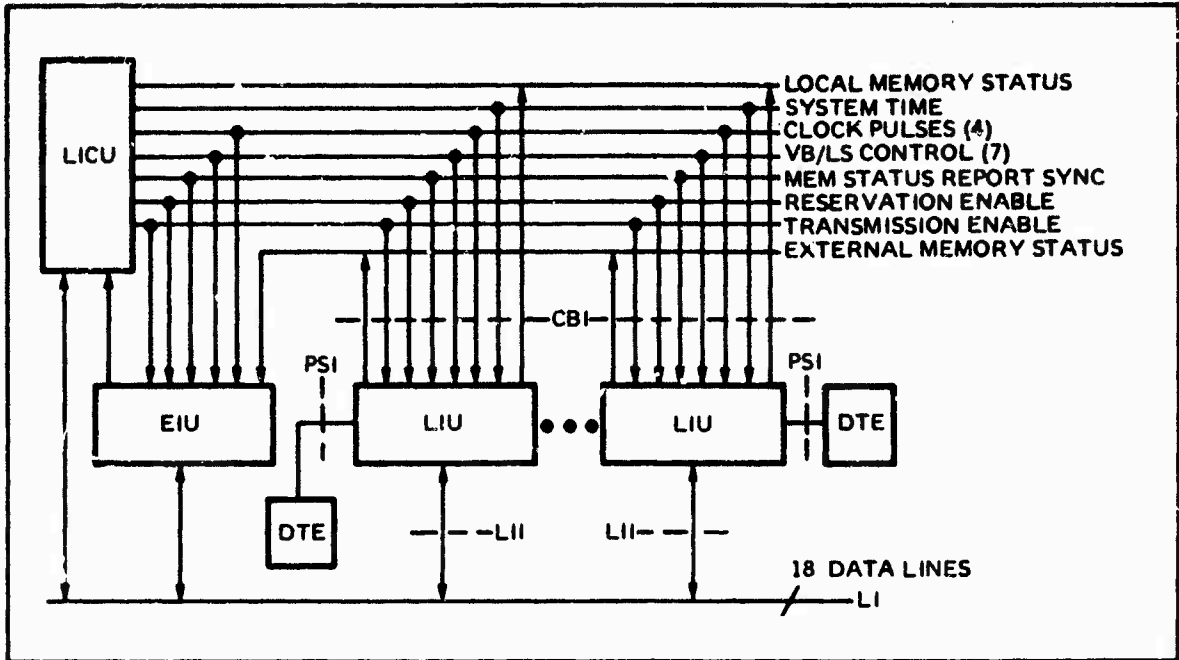 LOCAL MEMORY STATUS
SYSTEM TIME
CLOCK PULSES (4)
LICU
VB/LS CONTROL (7)
MEM STATUS REPORT SYNC
RESERVATION ENABLE
TRANSMISSION ENABLE
EXTERNAL MEMORY STATUS
CBI
PSI
PSI
EIU
LIU
LIU
DTE
DTE
LII
LII
18 DATA LINES
LI